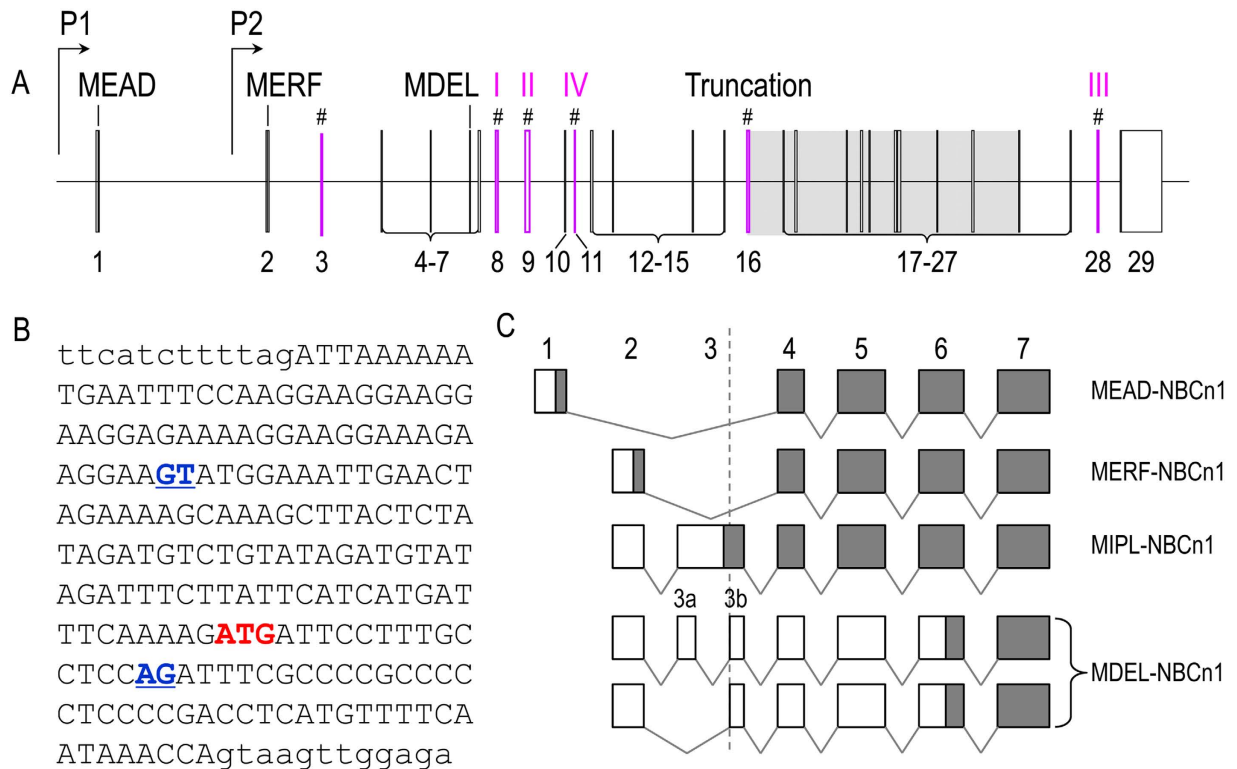 P1 P2
A MEAD MERF MDEL I II IV Truncation III
# # # # # #
1 2 3 4-7 8 9 10 11 12-15 16 17-27 28 29
B
ttcatcttttagATTAAAAAA
TGAATTTCCAAGGAAGGAAGG
AAGGAGAAAAGGAAGGAAAGA
AGGAAGTATGGAAATTGAACT
AGAAAAGCAAAGCTTACTCTA
TAGATGTCTGTATAGATGTAT
AGATTTCTTATTCATCATGAT
TTCAAAAGATGATTCCTTTGC
CTCCAGATTTCGCCCCGCCCC
CTCCCCGACCTCATGTTTTCA
ATAAACCAgtaagttggaga
C
1 2 3 4 5 6 7
MEAD-NBCn1
MERF-NBCn1
MIPL-NBCn1
3a 3b
MDEL-NBCn1